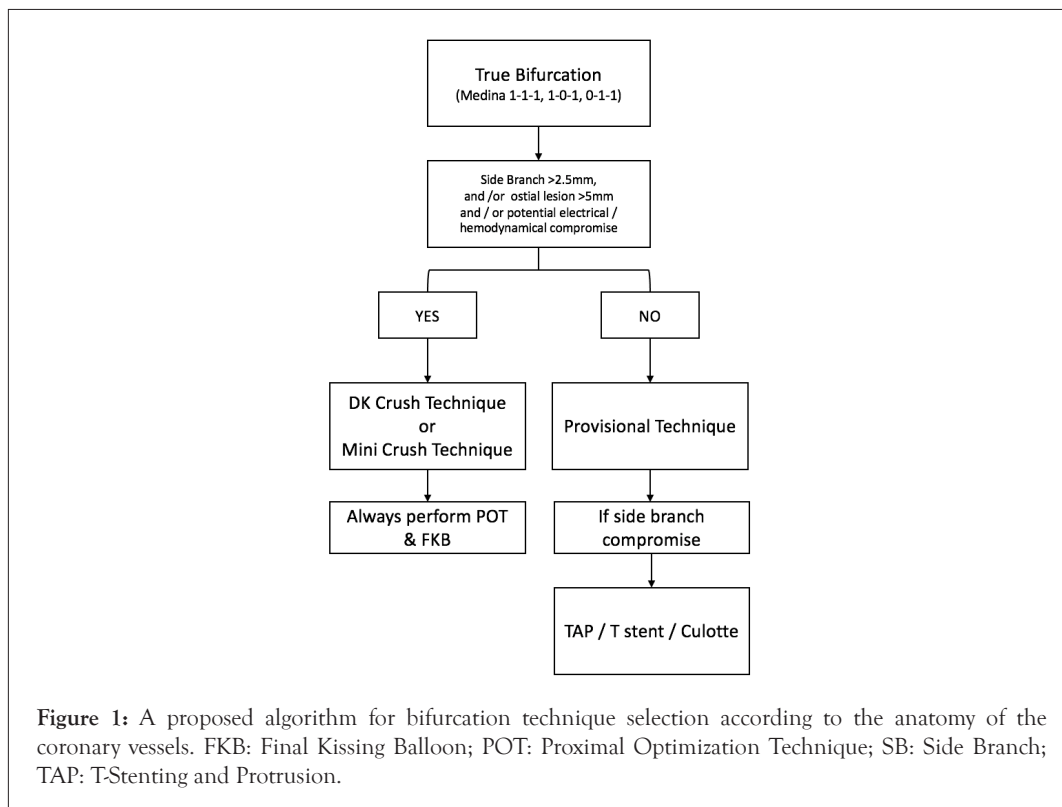 True Bifurcation
(Medina 1-1-1, 1-0-1, 0-1-1)
Side Branch >2.5mm,
and /or ostial lesion >5mm
and / or potential electrical /
hemodynamical compromise
YES
NO
DK Crush Technique
or
Mini Crush Technique
Provisional Technique
Always perform POT
& FKB
If side branch
compromise
TAP / T stent / Culotte
Figure 1: A proposed algorithm for bifurcation technique selection according to the anatomy of the
coronary vessels. FKB: Final Kissing Balloon; POT: Proximal Optimization Technique; SB: Side Branch;
TAP: T-Stenting and Protrusion.